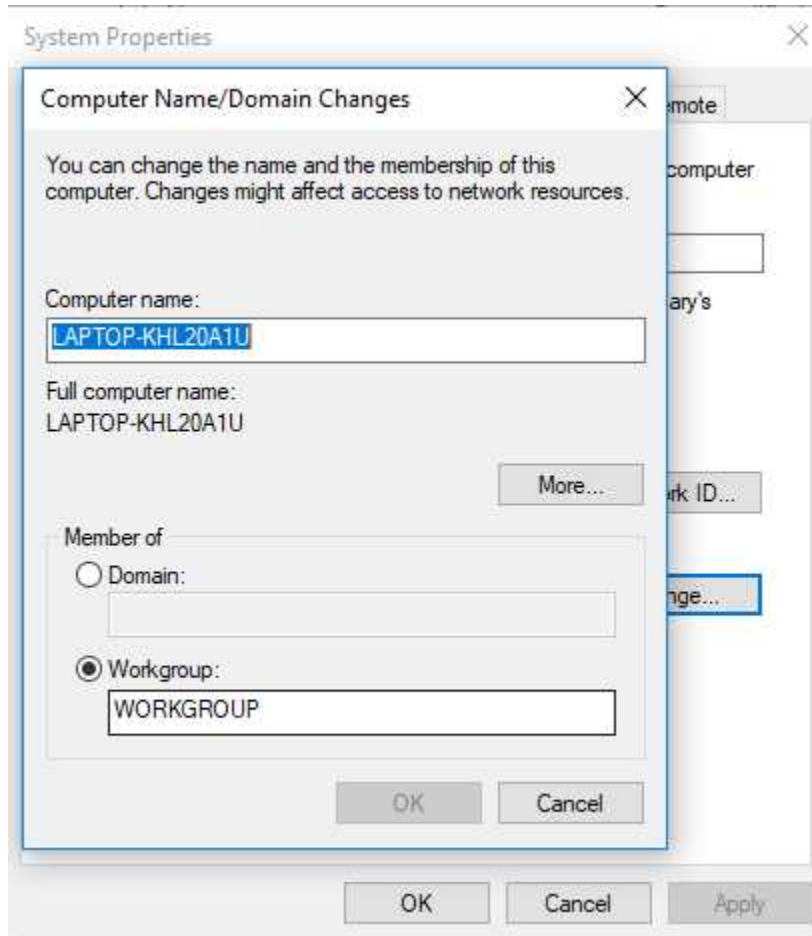 System Properties
Computer Name/Domain Changes
emote
You can change the name and the membership of this
computer. Changes might affect access to network resources.
computer
Computer name:
ary's
LAPTOP-KHL20A1U
Full computer name:
LAPTOP-KHL20A1U
More...
rk ID...
Member of
Domain:
nge...
Workgroup:
WORKGROUP
OK Cancel
OK Cancel Apply